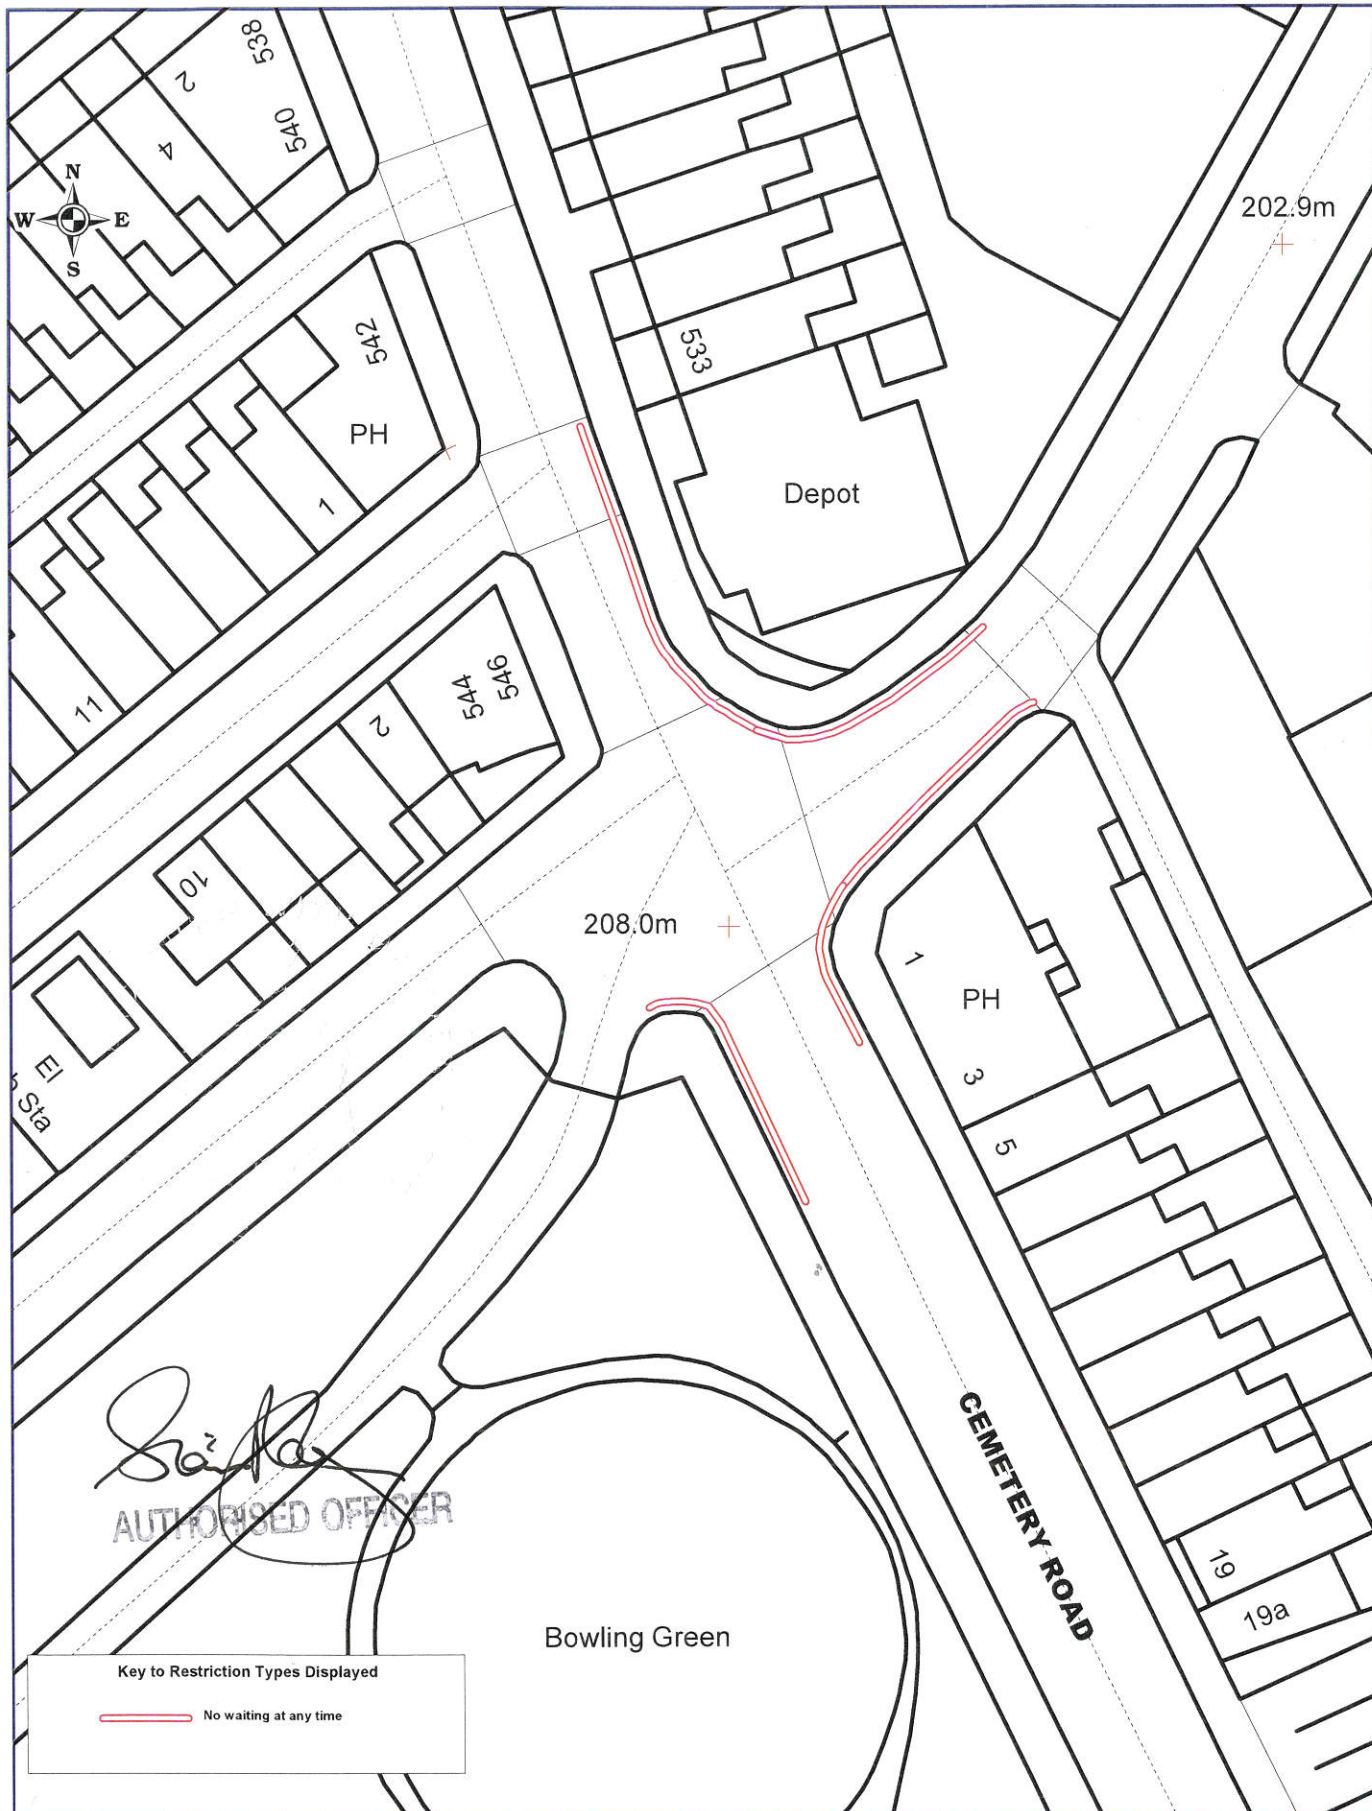 538
2
540
4
N
W E
S
202.9m
542
533
PH
1
Depot
546
544
11
2
10
208.0m
1
PH
El
b Sta
3
5
CEMETERY ROAD
AUTHORISED OFFICER
19
19a
Bowling Green
Key to Restriction Types Displayed
No waiting at any time